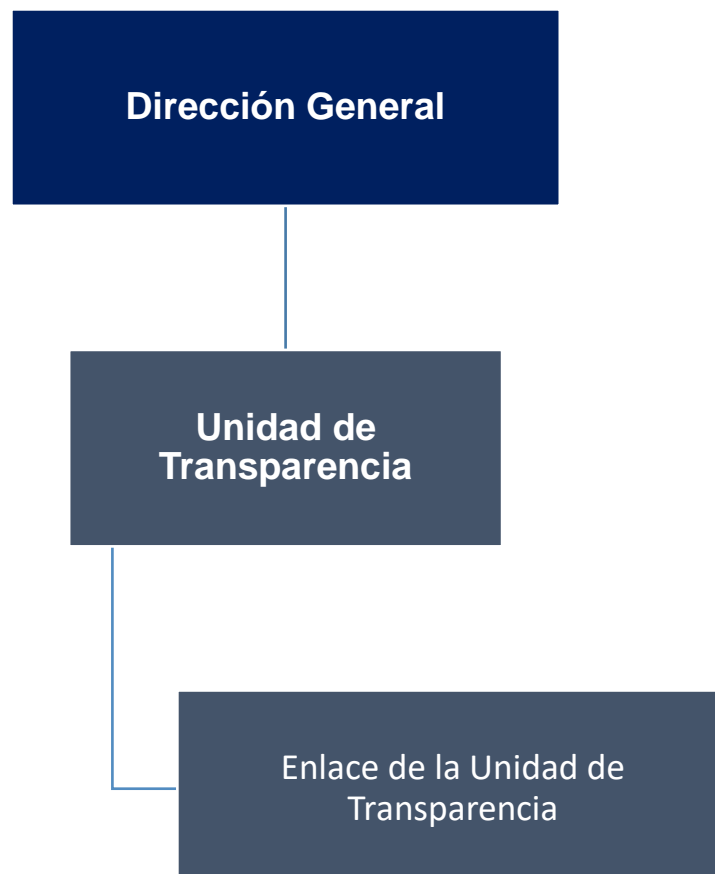 Dirección General
Unidad de
Transparencia
Enlace de la Unidad de
Transparencia